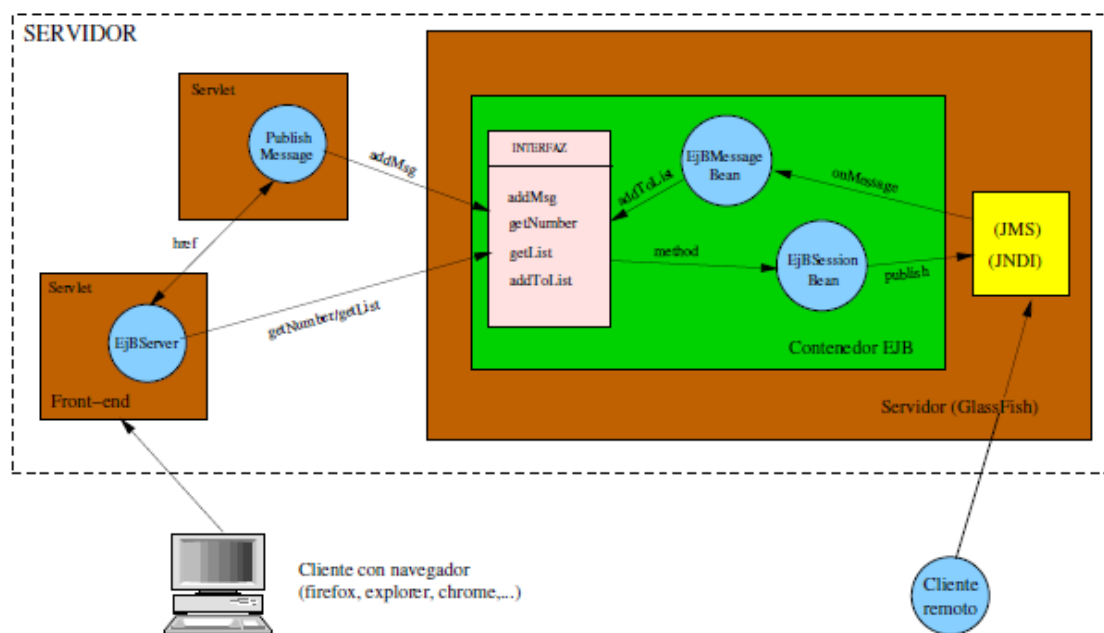 SERVIDOR
Servlet
Publish
Message
addMsg
href
Servlet
EjBServer
Front-end
getNumber/getList
INTERFAZ
addMsg
getNumber
getList
addToList
addToList
EjBMessage
Bean
onMessage
method
EjBSession
Bean
publish
(JMS)
(JNDI)
Contenedor EJB
Servidor (GlassFish)
Cliente con navegador
(firefox, explorer, chrome,...)
Cliente
remoto